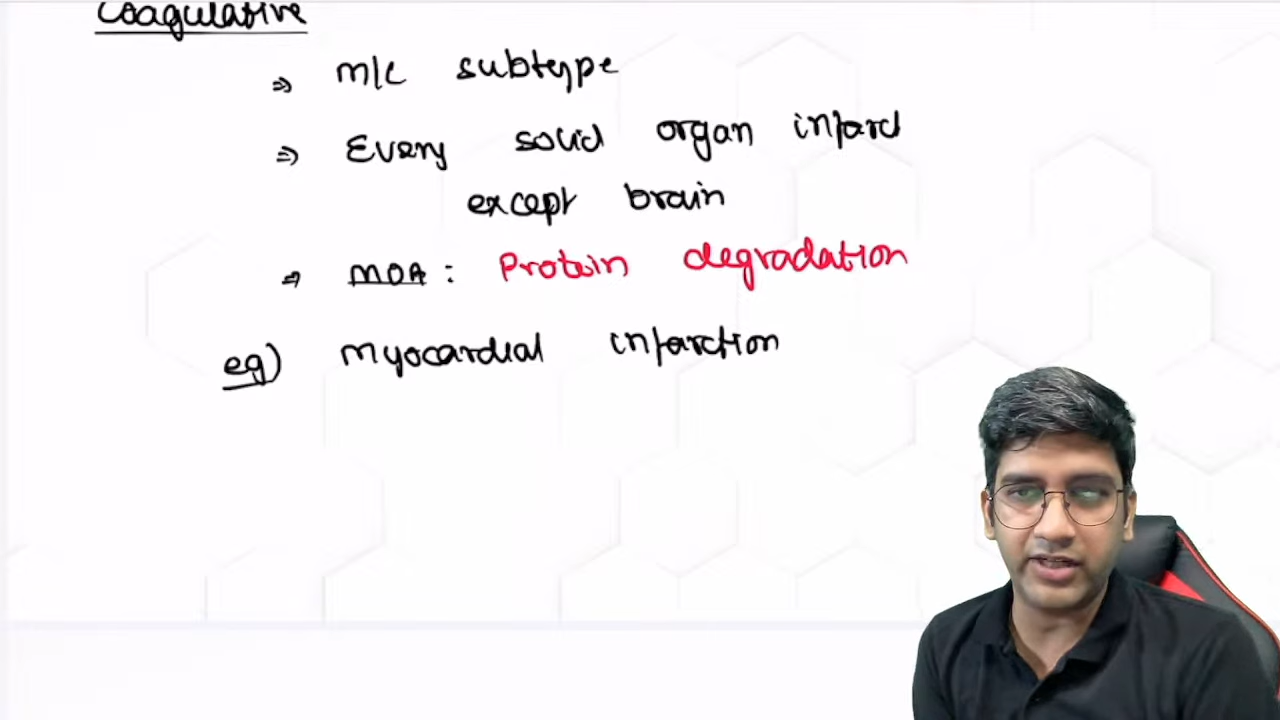 Coagulative
⇒ M/C subtype
⇒ Every solid organ infarct
except brain
⇒ MOA : Protein degradation
eg) Myocardial infarction